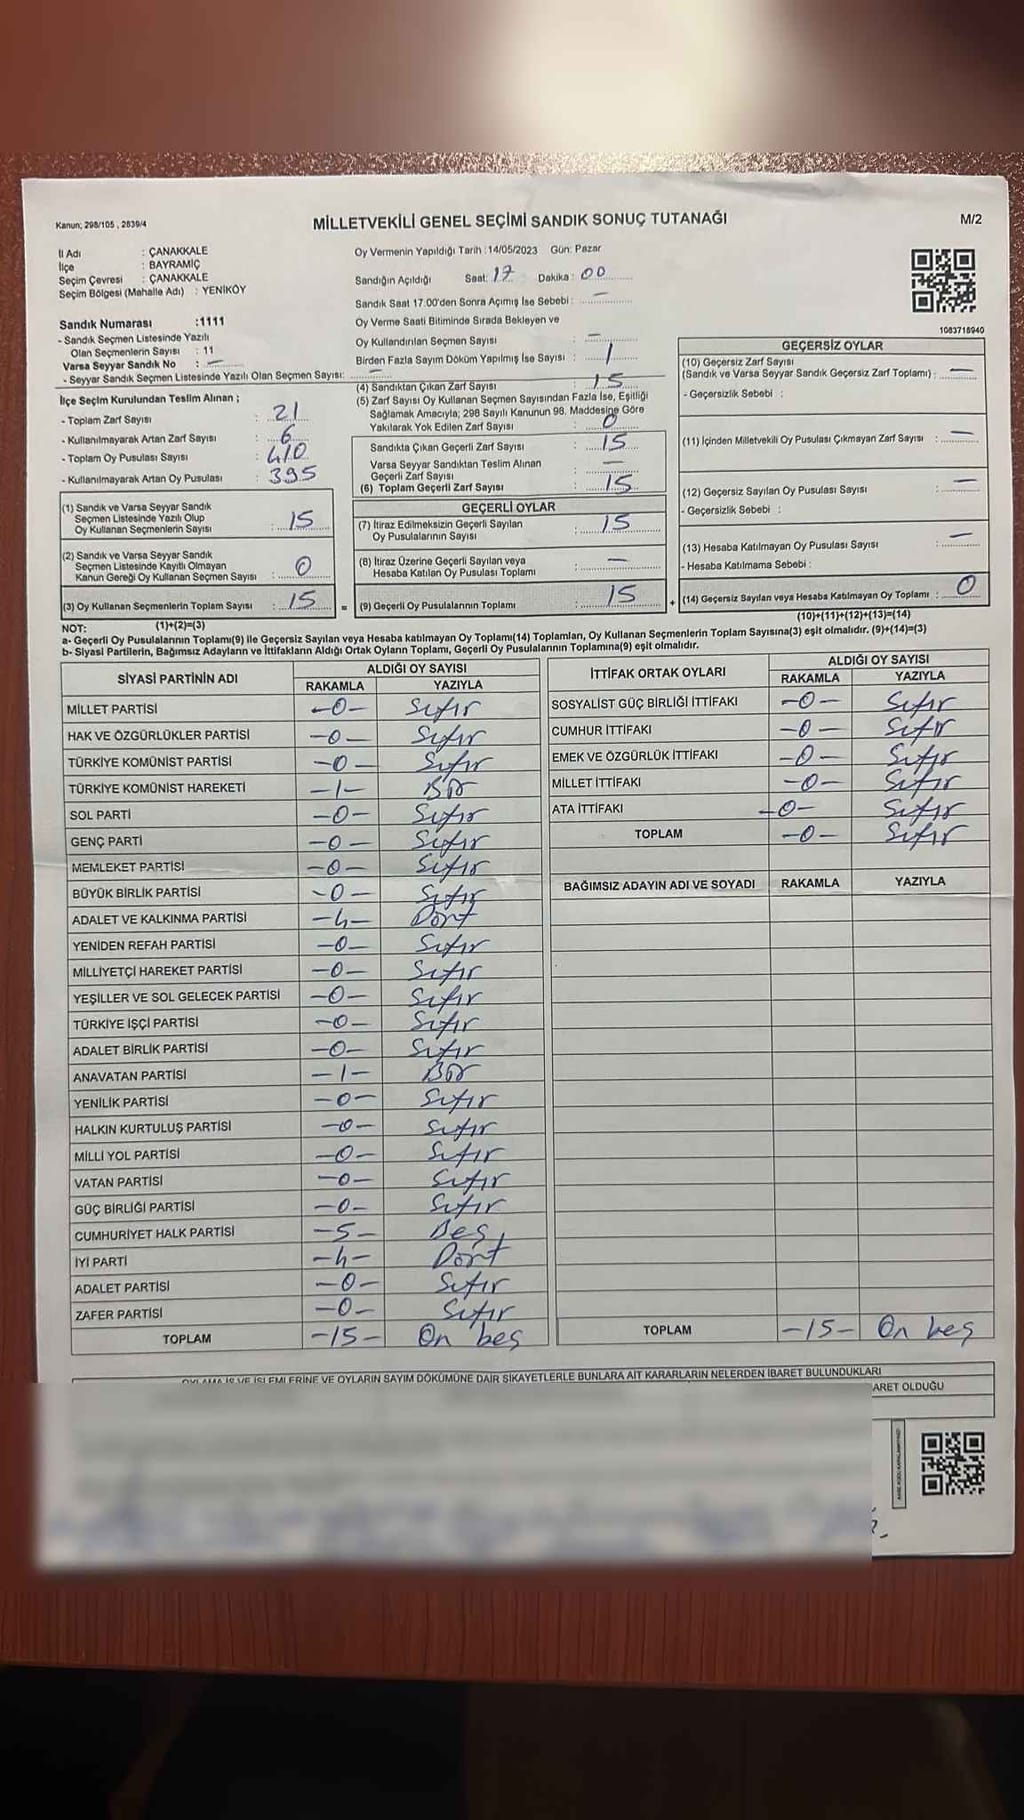 Kanun; 298/105 , 2839/4
MİLLETVEKİLİ GENEL SEÇİMİ SANDIK SONUÇ TUTANAĞI
M/2
İl Adı : ÇANAKKALE
İlçe : BAYRAMİÇ
Seçim Çevresi : ÇANAKKALE
Seçim Bölgesi (Mahalle Adı) : YENİKÖY
Oy Vermenin Yapıldığı Tarih :14/05/2023 Gün: Pazar
Sandığın Açıldığı Saat: 17 Dakika : 00
Sandık Saat 17.00'den Sonra Açımış İse Sebebi : —
Oy Verme Saati Bitiminde Sırada Bekleyen ve
Oy Kullandırılan Seçmen Sayısı : —
Birden Fazla Sayım Döküm Yapılmış İse Sayısı : 1
1083718940
Sandık Numarası :1111
- Sandık Seçmen Listesinde Yazılı
Olan Seçmenlerin Sayısı : 11
Varsa Seyyar Sandık No : —
- Seyyar Sandık Seçmen Listesinde Yazılı Olan Seçmen Sayısı: —
İlçe Seçim Kurulundan Teslim Alınan ;
- Toplam Zarf Sayısı : 21
- Kullanılmayarak Artan Zarf Sayısı : 6
- Toplam Oy Pusulası Sayısı : 410
- Kullanılmayarak Artan Oy Pusulası : 395
(1) Sandık ve Varsa Seyyar Sandık
Seçmen Listesinde Yazılı Olup
Oy Kullanan Seçmenlerin Sayısı : 15
(2) Sandık ve Varsa Seyyar Sandık
Seçmen Listesinde Kayıtlı Olmayan
Kanun Gereği Oy Kullanan Seçmen Sayısı : 0
(3) Oy Kullanan Seçmenlerin Toplam Sayısı : 15 =
(1)+(2)=(3)
(4) Sandıktan Çıkan Zarf Sayısı : 15
(5) Zarf Sayısı Oy Kullanan Seçmen Sayısından Fazla İse, Eşitliği
Sağlamak Amacıyla; 298 Sayılı Kanunun 98. Maddesine Göre
Yakılarak Yok Edilen Zarf Sayısı : 0
Sandıkta Çıkan Geçerli Zarf Sayısı : 15
Varsa Seyyar Sandıktan Teslim Alınan
Geçerli Zarf Sayısı : —
(6) Toplam Geçerli Zarf Sayısı : 15
GEÇERLİ OYLAR
(7) İtiraz Edilmeksizin Geçerli Sayılan
Oy Pusulalarının Sayısı : 15
(8) İtiraz Üzerine Geçerli Sayılan veya
Hesaba Katılan Oy Pusulası Toplamı : —
(9) Geçerli Oy Pusulalarının Toplamı : 15 +
GEÇERSİZ OYLAR
(10) Geçersiz Zarf Sayısı
(Sandık ve Varsa Seyyar Sandık Geçersiz Zarf Toplamı) : —
- Geçersizlik Sebebi :
(11) İçinden Milletvekili Oy Pusulası Çıkmayan Zarf Sayısı : —
(12) Geçersiz Sayılan Oy Pusulası Sayısı : —
- Geçersizlik Sebebi :
(13) Hesaba Katılmayan Oy Pusulası Sayısı : —
- Hesaba Katılmama Sebebi :
(14) Geçersiz Sayılan veya Hesaba Katılmayan Oy Toplamı : 0
(10)+(11)+(12)+(13)=(14)
NOT:
a- Geçerli Oy Pusulalarının Toplamı(9) ile Geçersiz Sayılan veya Hesaba katılmayan Oy Toplamı(14) Toplamları, Oy Kullanan Seçmenlerin Toplam Sayısına(3) eşit olmalıdır. (9)+(14)=(3)
b- Siyasi Partilerin, Bağımsız Adayların ve İttifakların Aldığı Ortak Oyların Toplamı, Geçerli Oy Pusulalarının Toplamına(9) eşit olmalıdır.
SİYASİ PARTİNİN ADI ALDIĞI OY SAYISI
RAKAMLA YAZIYLA
MİLLET PARTİSİ -0- Sıfır
HAK VE ÖZGÜRLÜKLER PARTİSİ -0- Sıfır
TÜRKİYE KOMÜNİST PARTİSİ -0- Sıfır
TÜRKİYE KOMÜNİST HAREKETİ -1- Bir
SOL PARTİ -0- Sıfır
GENÇ PARTİ -0- Sıfır
MEMLEKET PARTİSİ -0- Sıfır
BÜYÜK BİRLİK PARTİSİ -0- Sıfır
ADALET VE KALKINMA PARTİSİ -4- Dört
YENİDEN REFAH PARTİSİ -0- Sıfır
MİLLİYETÇİ HAREKET PARTİSİ -0- Sıfır
YEŞİLLER VE SOL GELECEK PARTİSİ -0- Sıfır
TÜRKİYE İŞÇİ PARTİSİ -0- Sıfır
ADALET BİRLİK PARTİSİ -0- Sıfır
ANAVATAN PARTİSİ -1- Bir
YENİLİK PARTİSİ -0- Sıfır
HALKIN KURTULUŞ PARTİSİ -0- Sıfır
MİLLİ YOL PARTİSİ -0- Sıfır
VATAN PARTİSİ -0- Sıfır
GÜÇ BİRLİĞİ PARTİSİ -0- Sıfır
CUMHURİYET HALK PARTİSİ -5- Beş
İYİ PARTİ -4- Dört
ADALET PARTİSİ -0- Sıfır
ZAFER PARTİSİ -0- Sıfır
TOPLAM -15- On beş
İTTİFAK ORTAK OYLARI ALDIĞI OY SAYISI
RAKAMLA YAZIYLA
SOSYALİST GÜÇ BİRLİĞİ İTTİFAKI -0- Sıfır
CUMHUR İTTİFAKI -0- Sıfır
EMEK VE ÖZGÜRLÜK İTTİFAKI -0- Sıfır
MİLLET İTTİFAKI -0- Sıfır
ATA İTTİFAKI -0- Sıfır
TOPLAM -0- Sıfır
BAĞIMSIZ ADAYIN ADI VE SOYADI RAKAMLA YAZIYLA
TOPLAM -15- On beş
OYLAMA İŞ VE İŞLEMLERİNE VE OYLARIN SAYIM DÖKÜMÜNE DAİR ŞİKAYETLERLE BUNLARA AİT KARARLARIN NELERDEN İBARET BULUNDUKLARI
ARET OLDUĞU